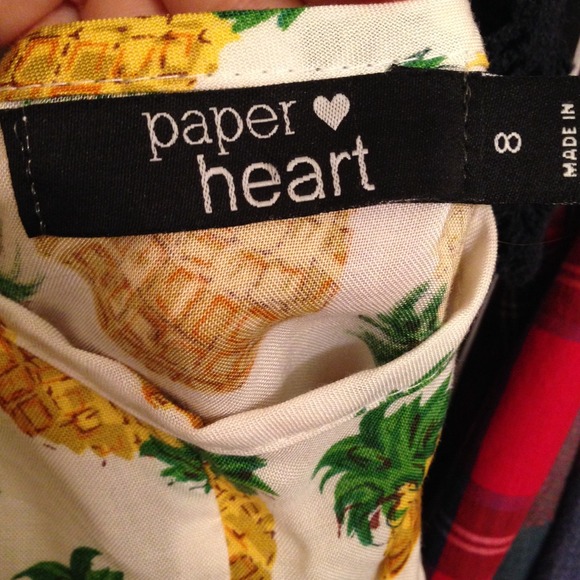 paper ♥
heart
8
MADE IN